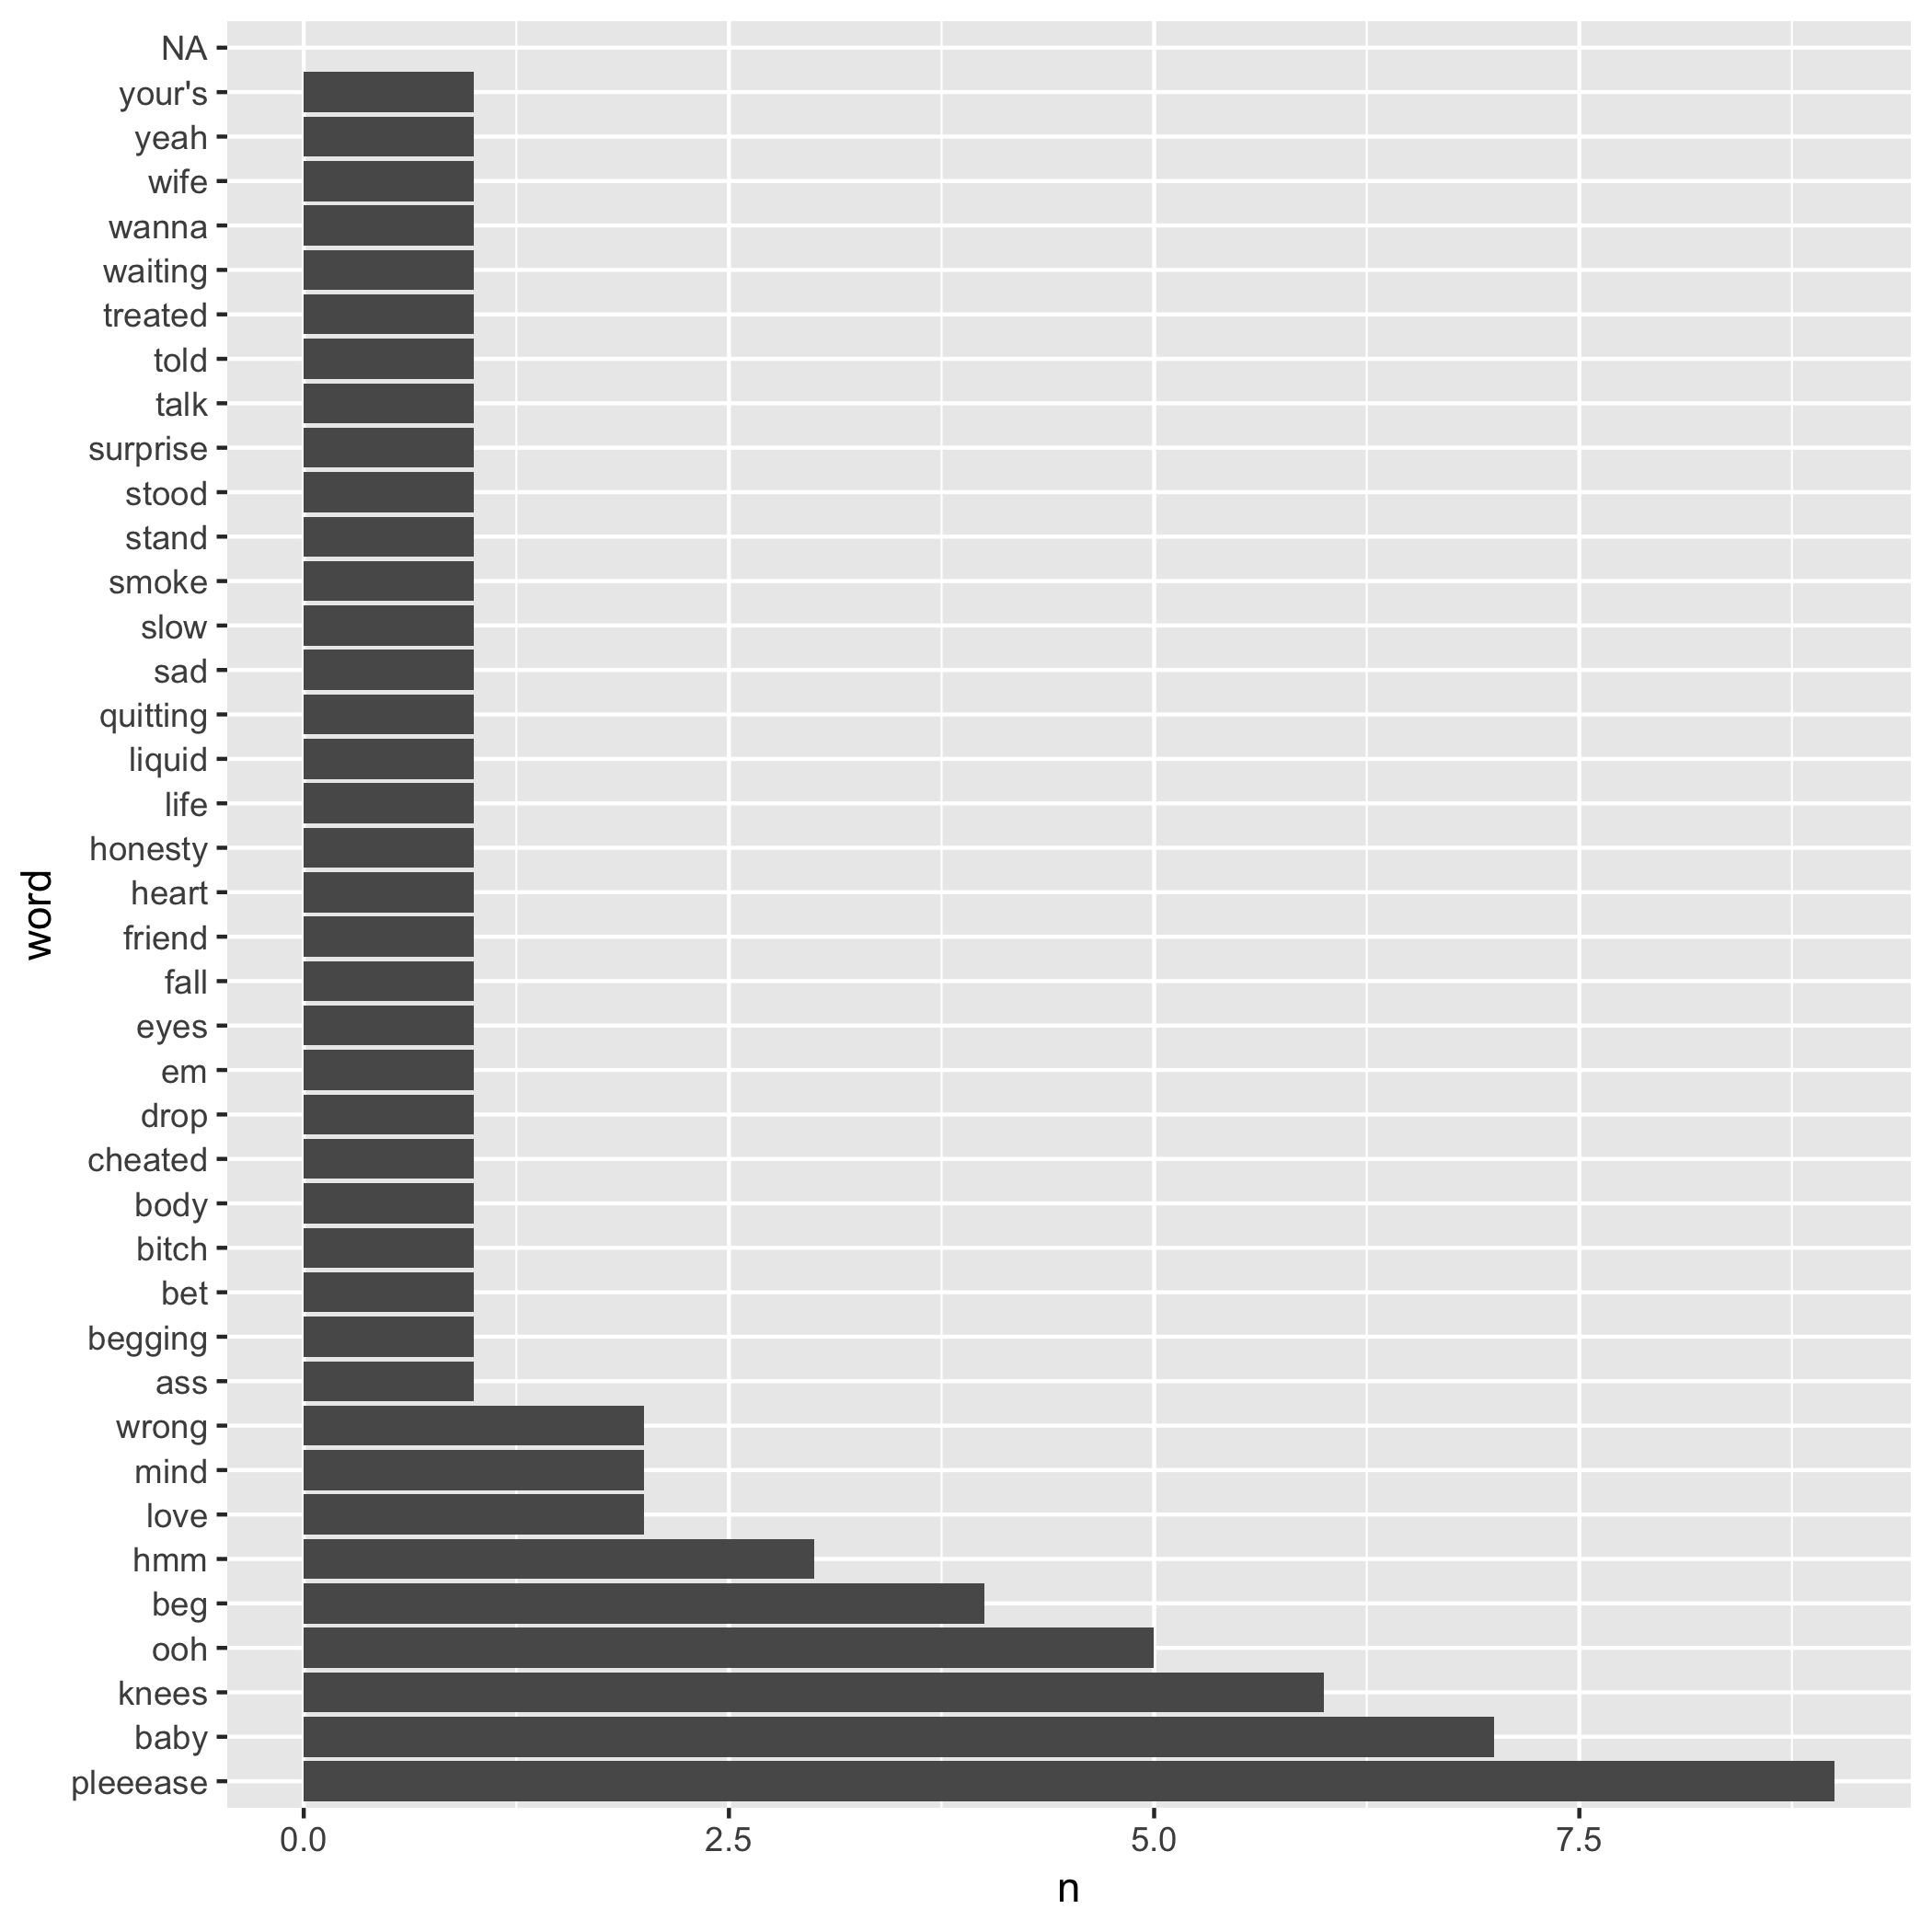 NA
your's
yeah
wife
wanna
waiting
treated
told
talk
surprise
stood
stand
smoke
slow
sad
quitting
liquid
life
honesty
heart
friend
fall
eyes
em
drop
cheated
body
bitch
bet
begging
ass
wrong
mind
love
hmm
beg
ooh
knees
baby
pleeease
word
0.0 2.5 5.0 7.5
n